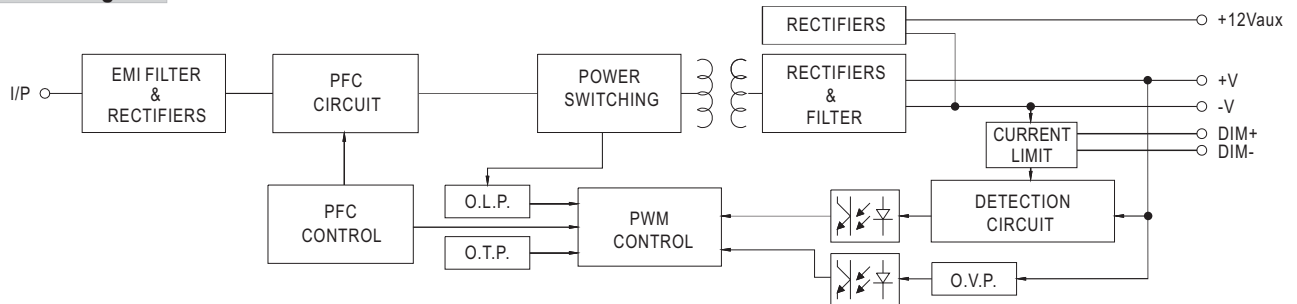 RECTIFIERS
+12Vaux
I/P
EMI FILTER
&
RECTIFIERS
PFC
CIRCUIT
POWER
SWITCHING
RECTIFIERS
&
FILTER
+V
-V
CURRENT
LIMIT
DIM+
DIM-
PFC
CONTROL
O.L.P.
O.T.P.
PWM
CONTROL
DETECTION
CIRCUIT
O.V.P.